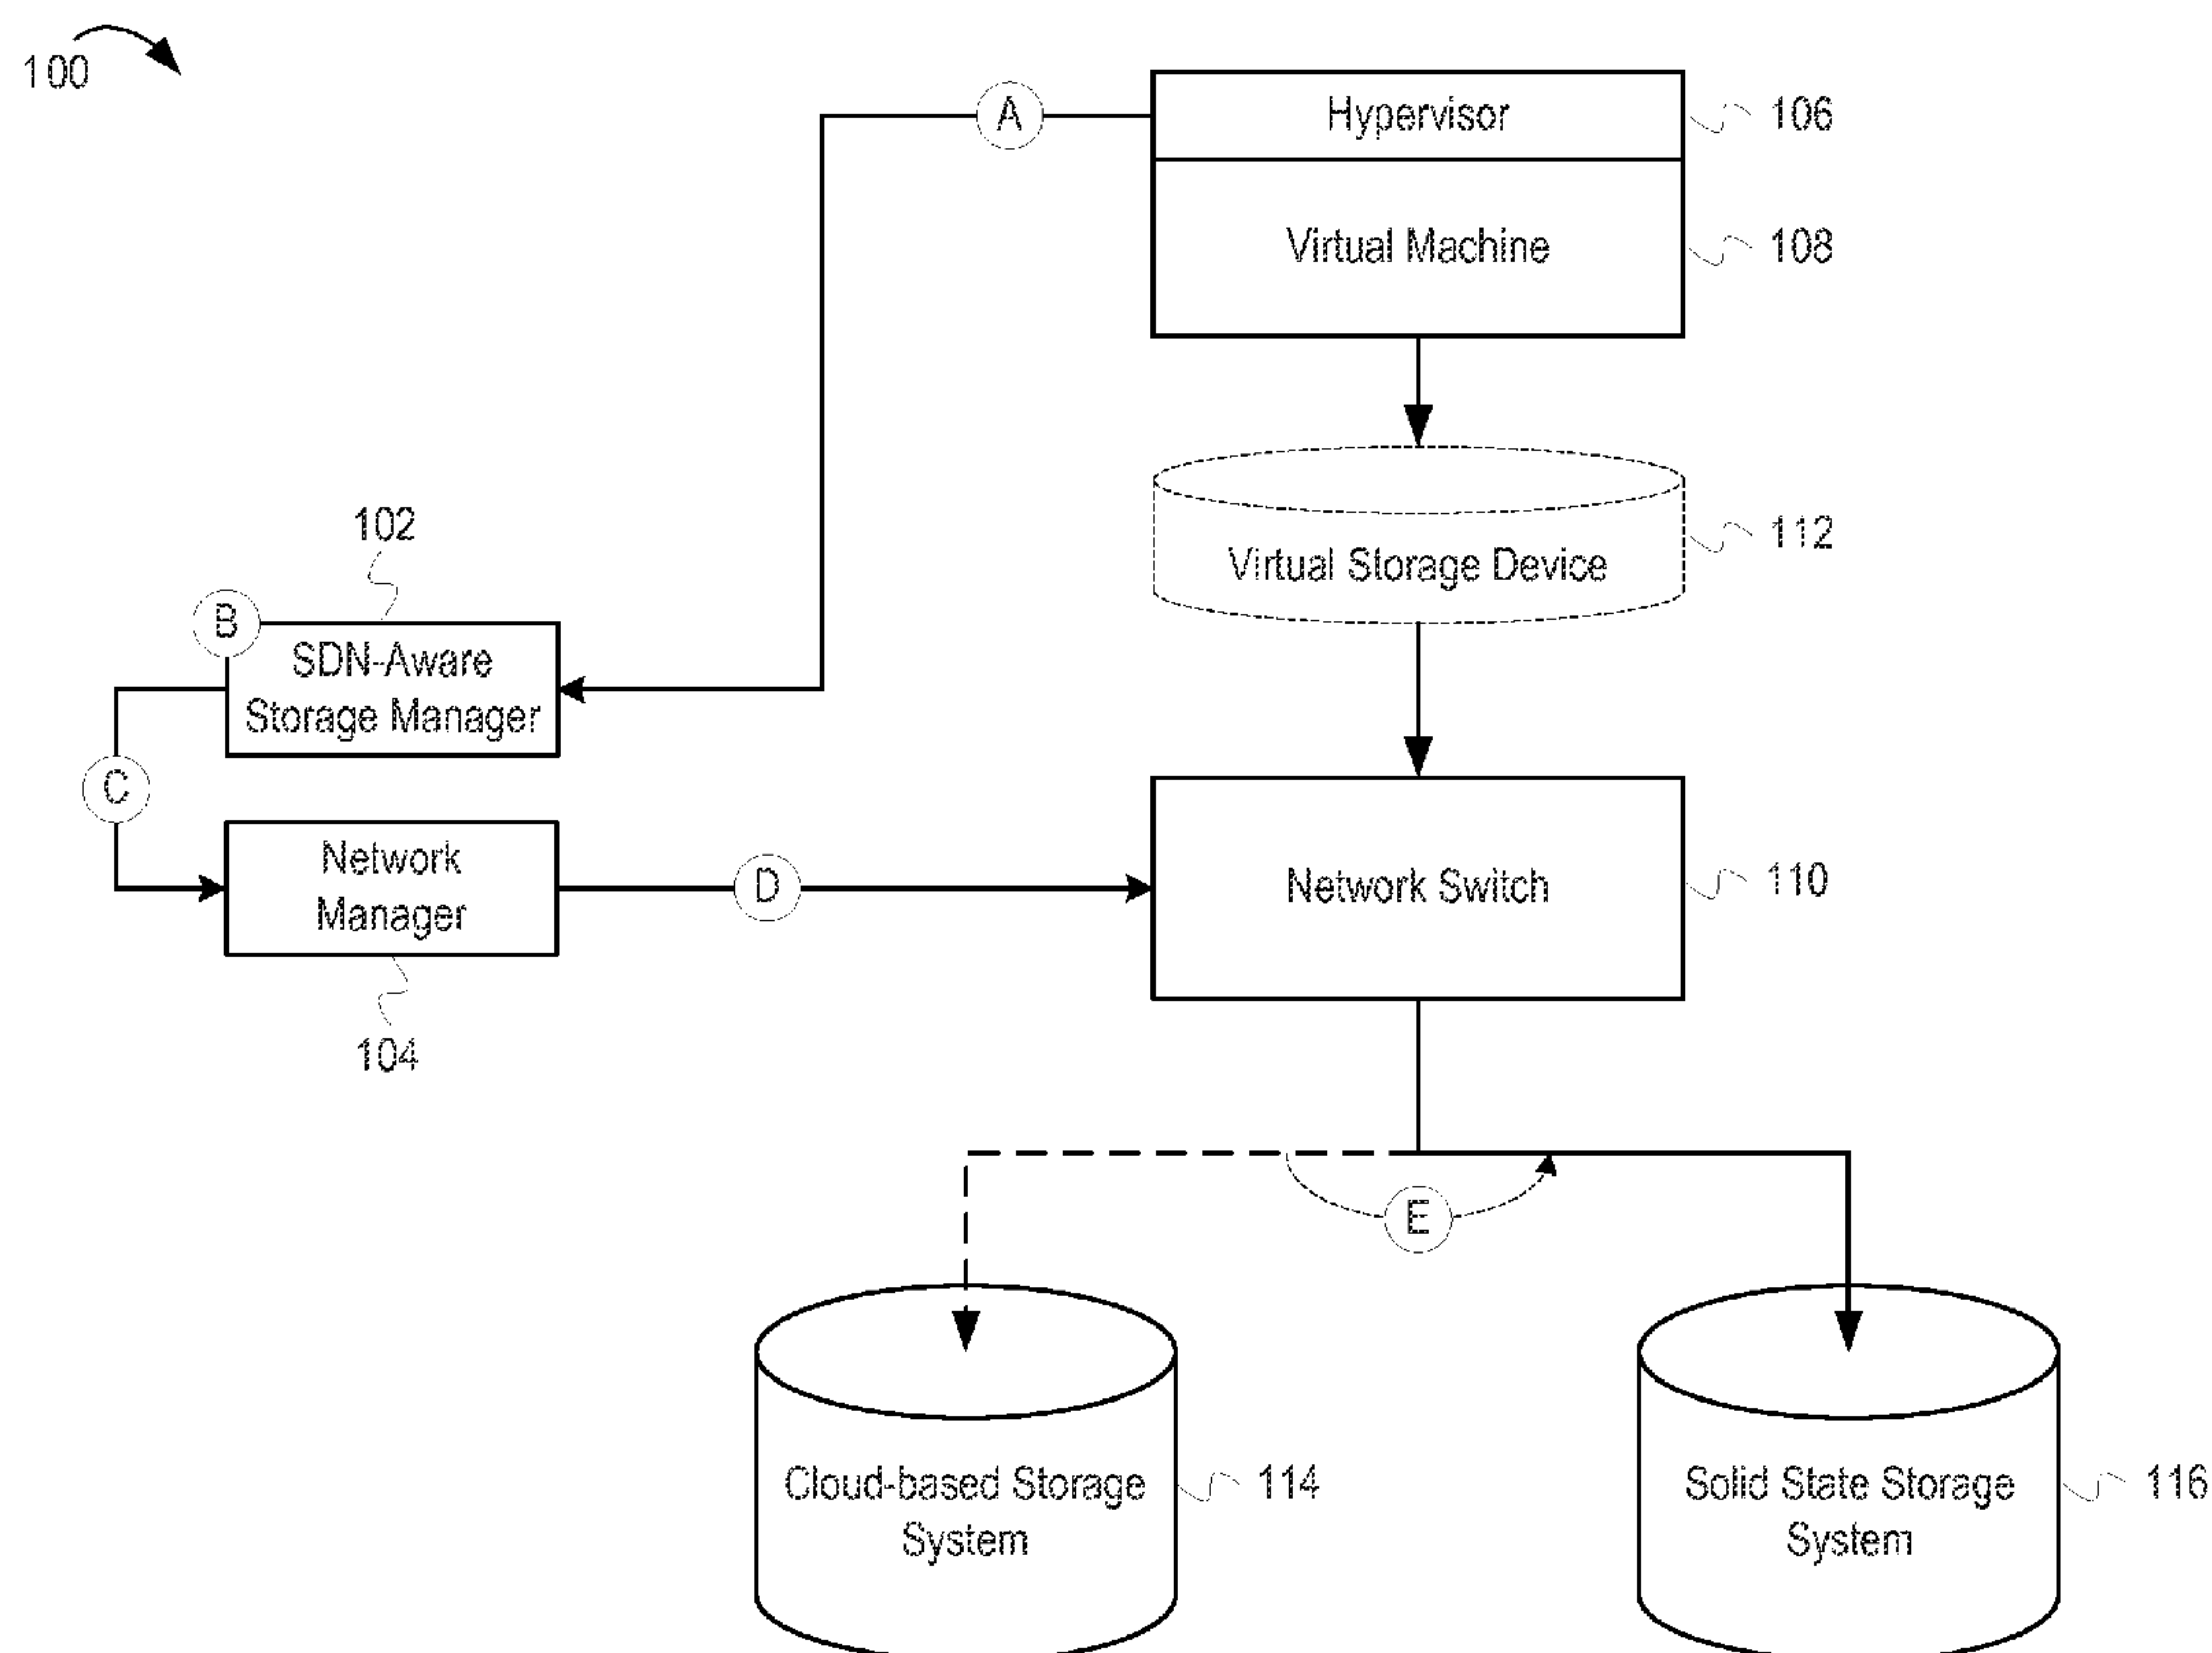 100
A
Hypervisor
106
Virtual Machine
108
Virtual Storage Device
112
102
B
SDN-Aware
Storage Manager
C
Network
Manager
104
D
Network Switch
110
E
Cloud-based Storage
System
114
Solid State Storage
System
116